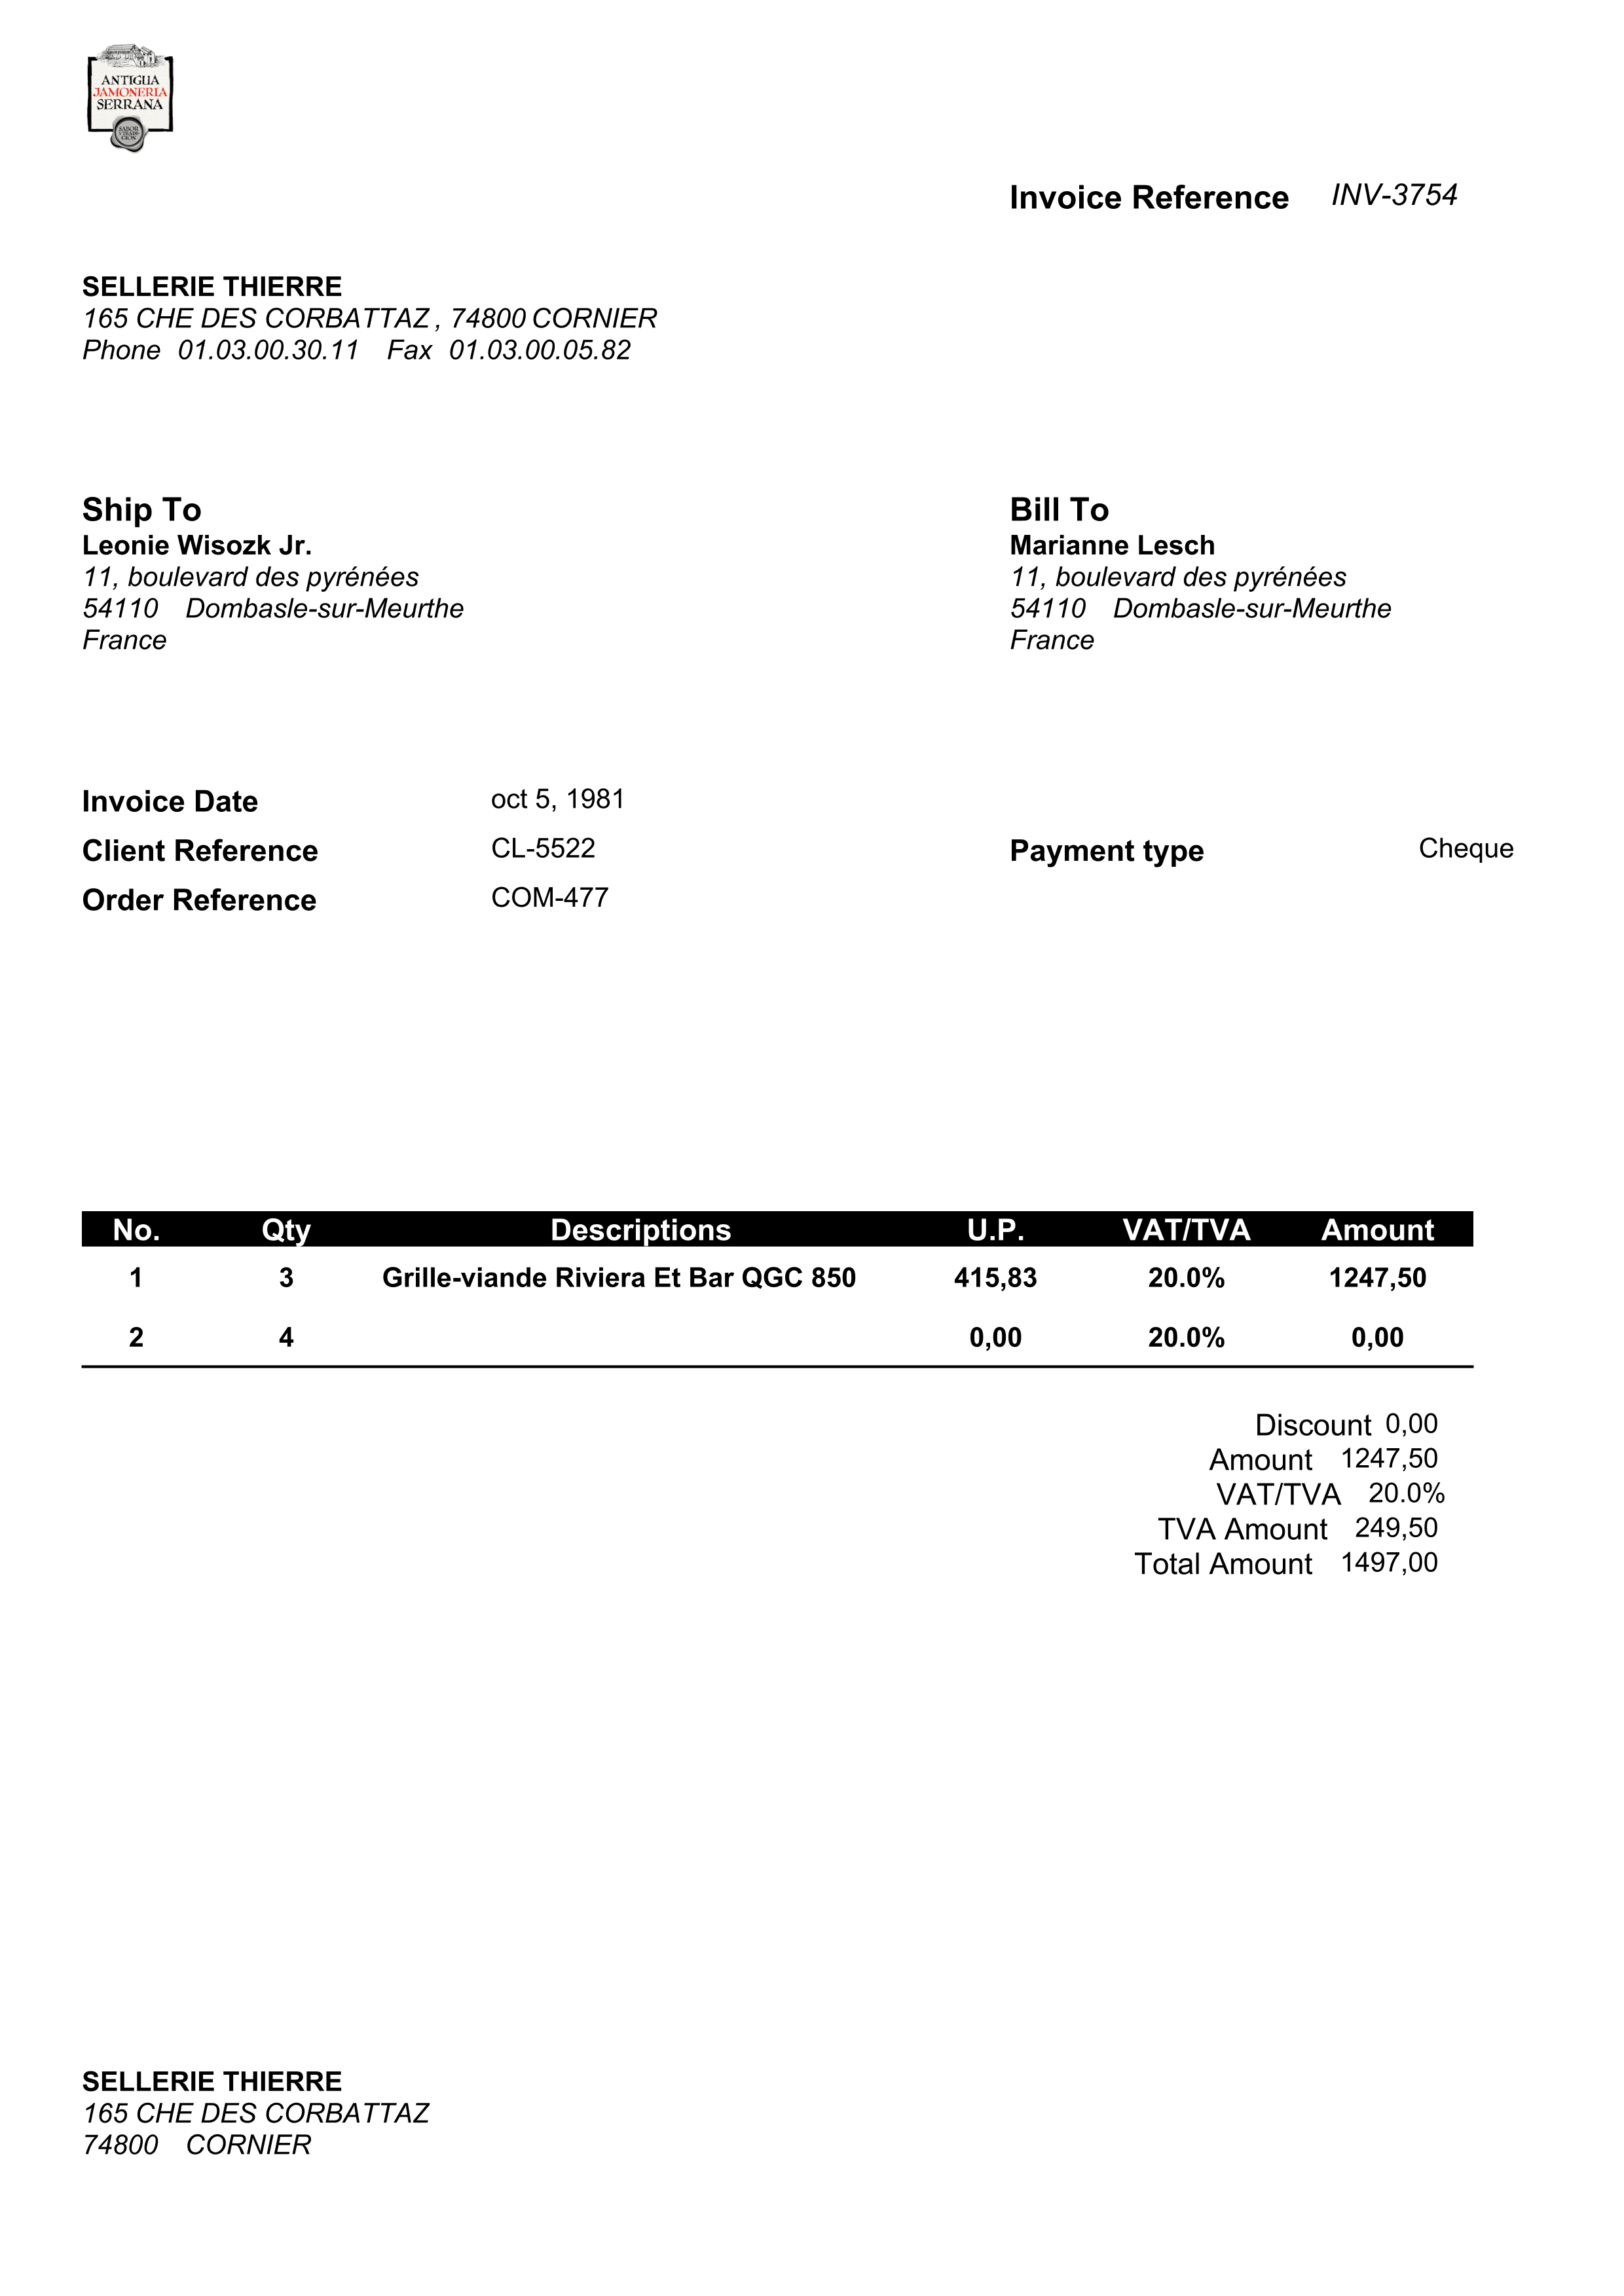 ANTIGUA
JAMONERIA
SERRANA
SABOR
Invoice Reference INV-3754
SELLERIE THIERRE
165 CHE DES CORBATTAZ , 74800 CORNIER
Phone 01.03.00.30.11 Fax 01.03.00.05.82
Ship To
Leonie Wisozk Jr.
11, boulevard des pyrénées
54110 Dombasle-sur-Meurthe
France
Bill To
Marianne Lesch
11, boulevard des pyrénées
54110 Dombasle-sur-Meurthe
France
Invoice Date oct 5, 1981
Client Reference CL-5522
Order Reference COM-477
Payment type Cheque
No. Qty Descriptions U.P. VAT/TVA Amount
1 3 Grille-viande Riviera Et Bar QGC 850 415,83 20.0% 1247,50
2 4 0,00 20.0% 0,00
Discount 0,00
Amount 1247,50
VAT/TVA 20.0%
TVA Amount 249,50
Total Amount 1497,00
SELLERIE THIERRE
165 CHE DES CORBATTAZ
74800 CORNIER